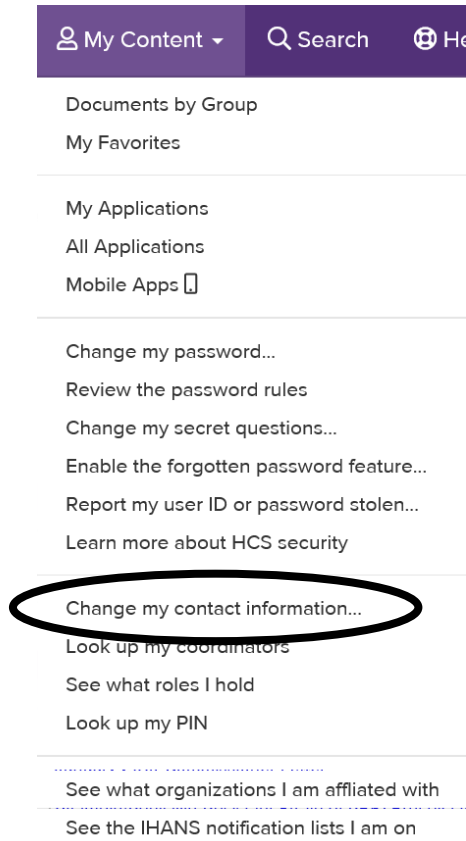 My Content Search He
Documents by Group
My Favorites
My Applications
All Applications
Mobile Apps
Change my password...
Review the password rules
Change my secret questions...
Enable the forgotten password feature...
Report my user ID or password stolen...
Learn more about HCS security
Change my contact information...
Look up my coordinators
See what roles I hold
Look up my PIN
See what organizations I am affliated with
See the IHANS notification lists I am on